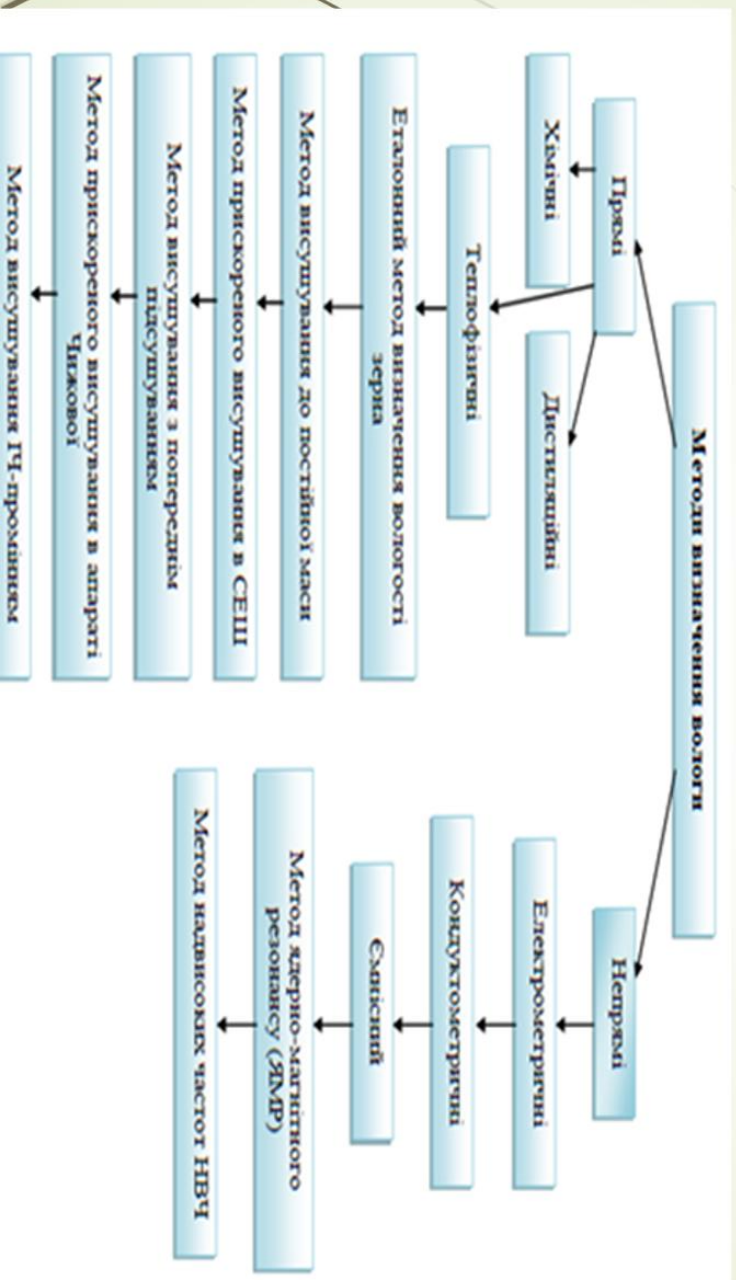 Методи визначення вологи
Прямі
Непрямі
Хімічні
Дистиляційні
Теплофізичні
Еталонний метод визначення вологості
зерна
Метод висушування до постійної маси
Метод прискореного висушування в СЕШ
Метод висушування з попереднім
підсушуванням
Метод прискореного висушування в апараті
Чижової
Метод висушування ІЧ-промінням
Електрометричні
Кондуктометричні
Ємнісний
Метод ядерно-магнітного
резонансу (ЯМР)
Метод надвисоких частот НВЧ